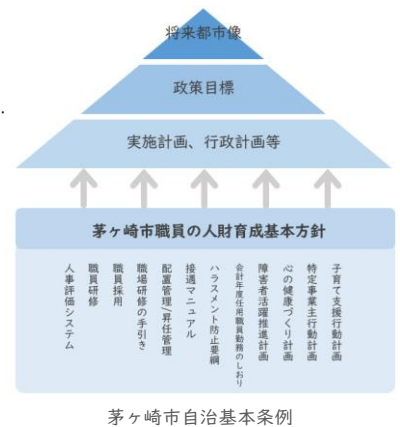 将来都市像
政策目標
実施計画、行政計画等
茅ヶ崎市職員の人財育成基本方針
人事評価システム
職員研修
職員採用
職場研修の手引き
配置管理/昇任管理
接遇マニュアル
ハラスメント防止要綱
会計年度任用職員勤務のしおり
障害者活躍推進計画
心の健康づくり計画
特定事業主行動計画
子育て支援行動計画
茅ヶ崎市自治基本条例